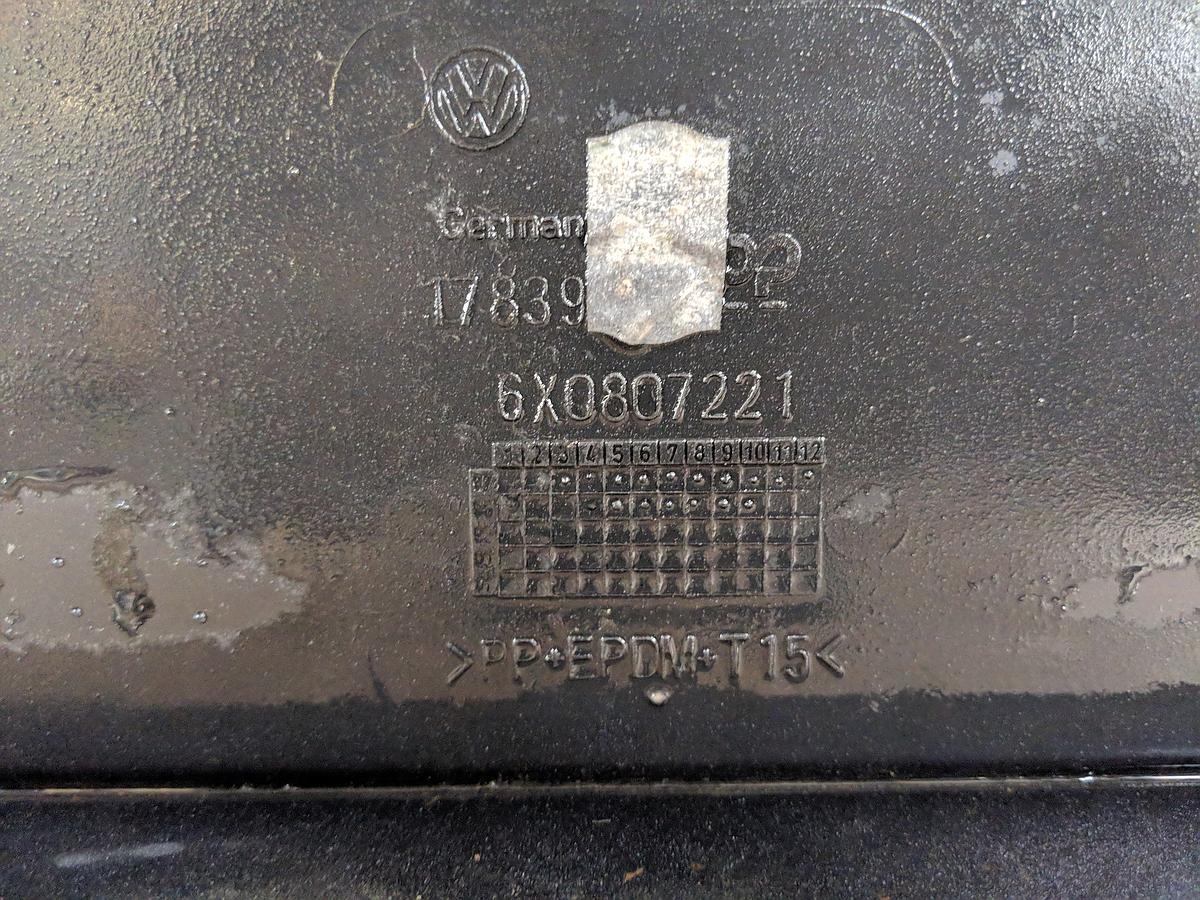 VW
German
17839
PP
6X0807221
1 2 3 4 5 6 7 8 9 10 11 12
>PP+EPDM+T15<